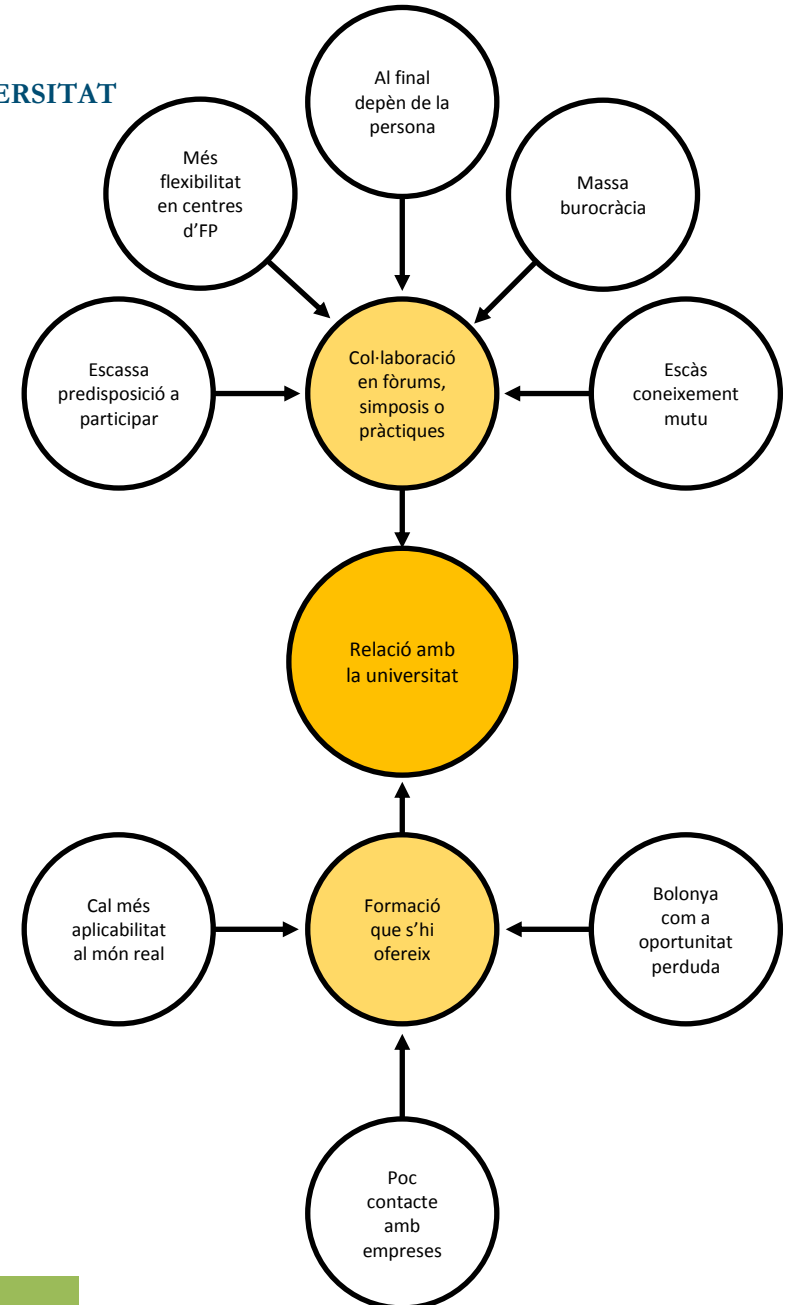 ERSITAT
Al final
depèn de la
persona
Més
flexibilitat
en centres
d'FP
Massa
burocràcia
Escassa
predisposició a
participar
Col·laboració
en fòrums,
simposis o
pràctiques
Escàs
coneixement
mutu
Relació amb
la universitat
Cal més
aplicabilitat
al món real
Formació
que s'hi
ofereix
Bolonya
com a
oportunitat
perduda
Poc
contacte
amb
empreses